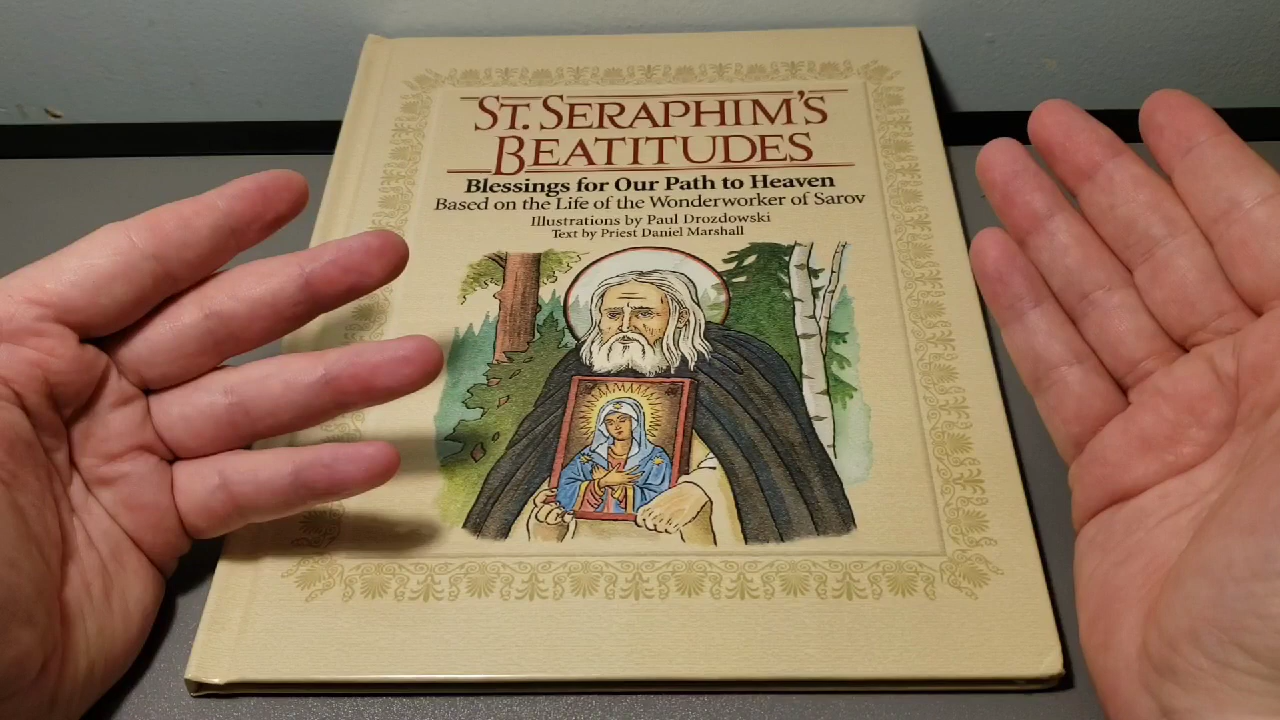 ST. SERAPHIM'S
BEATITUDES
Blessings for Our Path to Heaven
Based on the Life of the Wonderworker of Sarov
Illustrations by Paul Drozdowski
Text by Priest Daniel Marshall